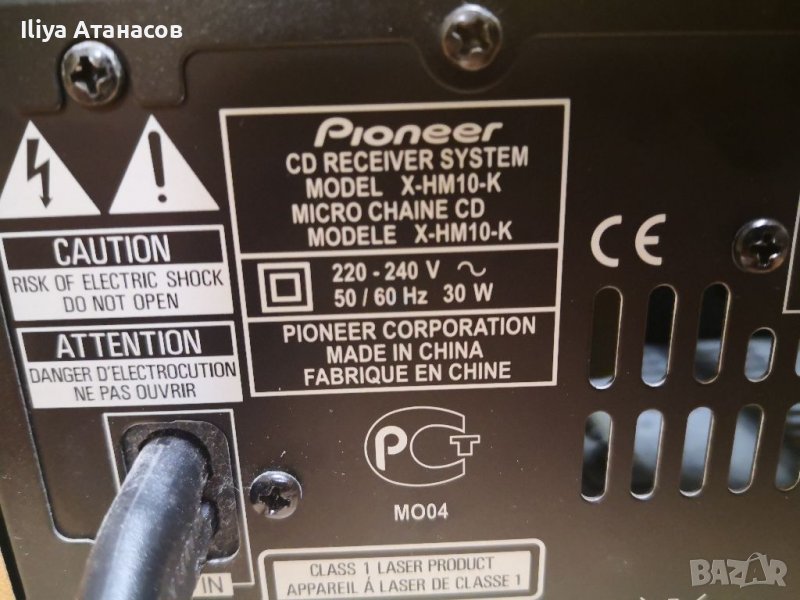 Iliya Атанасов
Pioneer
CD RECEIVER SYSTEM
MODEL X-HM10-K
MICRO CHAINE CD
MODELE X-HM10-K
CAUTION
RISK OF ELECTRIC SHOCK
DO NOT OPEN
220 - 240 V ~
50 / 60 Hz 30 W
ATTENTION
DANGER D'ELECTROCUTION
NE PAS OUVRIR
PIONEER CORPORATION
MADE IN CHINA
FABRIQUE EN CHINE
CE
PCT
MO04
IN
CLASS 1 LASER PRODUCT
APPAREIL Á LASER DE CLASSE 1
BAZAR